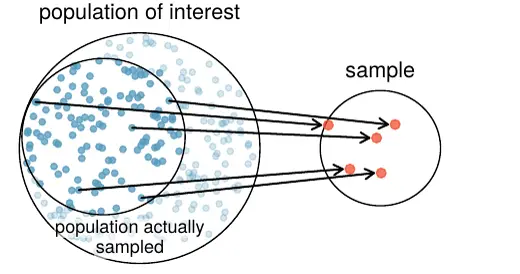 population of interest
sample
population actually
sampled